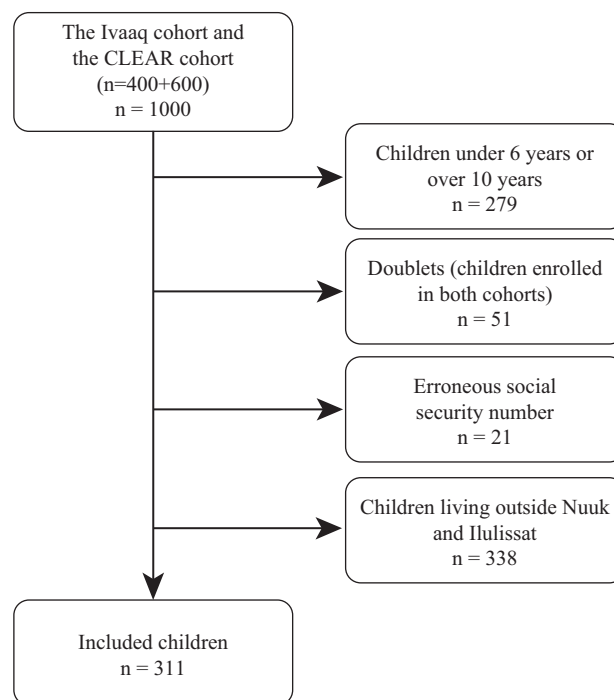 The Ivaaq cohort and
the CLEAR cohort
(n=400+600)
n = 1000
Children under 6 years or
over 10 years
n = 279
Doublets (children enrolled
in both cohorts)
n = 51
Erroneous social
security number
n = 21
Children living outside Nuuk
and Ilulissat
n = 338
Included children
n = 311